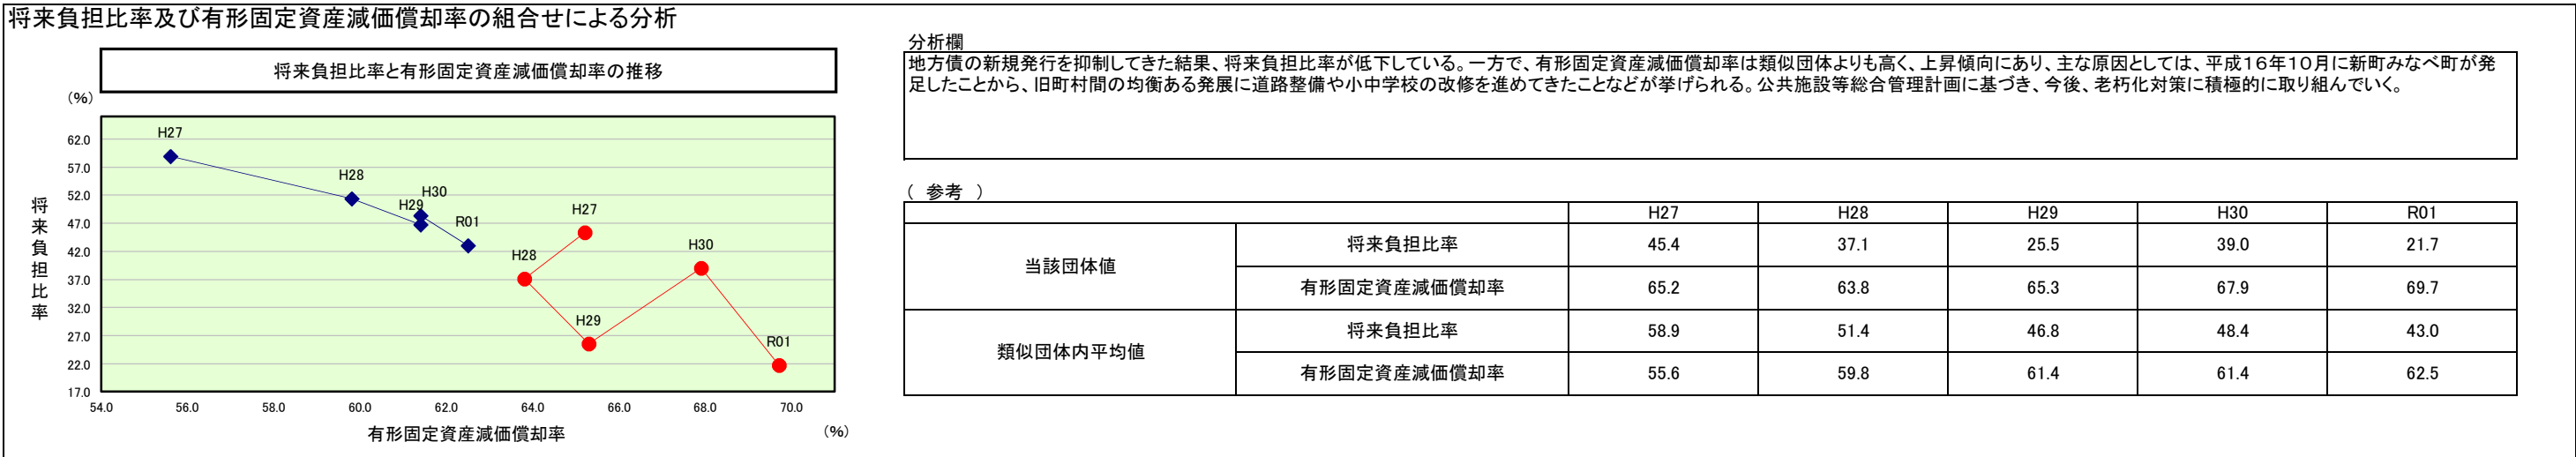 将来負担比率及び有形固定資産減価償却率の組合せによる分析
将来負担比率と有形固定資産減価償却率の推移
(%)
62.0
57.0
52.0
47.0
42.0
37.0
32.0
27.0
22.0
17.0
将来負担比率
H27
H28
H29
H30
R01
H27
H28
H29
H30
R01
54.0 56.0 58.0 60.0 62.0 64.0 66.0 68.0 70.0
有形固定資産減価償却率
(%)
分析欄
地方債の新規発行を抑制してきた結果、将来負担比率が低下している。一方で、有形固定資産減価償却率は類似団体よりも高く、上昇傾向にあり、主な原因としては、平成16年10月に新町みなべ町が発
足したことから、旧町村間の均衡ある発展に道路整備や小中学校の改修を進めてきたことなどが挙げられる。公共施設等総合管理計画に基づき、今後、老朽化対策に積極的に取り組んでいく。
( 参考 )
H27 H28 H29 H30 R01
当該団体値
将来負担比率 45.4 37.1 25.5 39.0 21.7
有形固定資産減価償却率 65.2 63.8 65.3 67.9 69.7
類似団体内平均値
将来負担比率 58.9 51.4 46.8 48.4 43.0
有形固定資産減価償却率 55.6 59.8 61.4 61.4 62.5